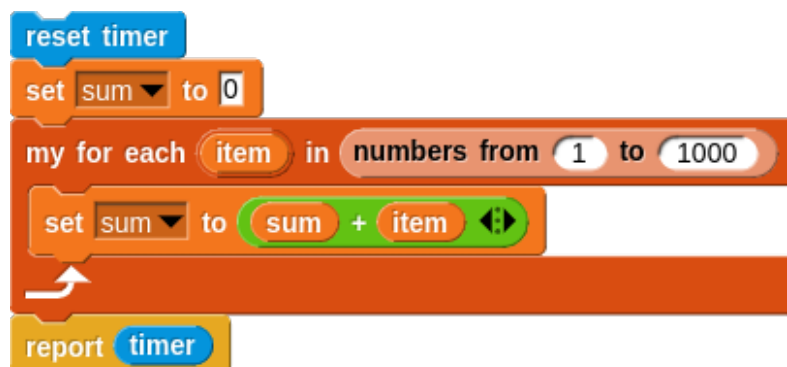 reset timer
set sum to 0
my for each item in numbers from 1 to 1000
set sum to sum + item
report timer